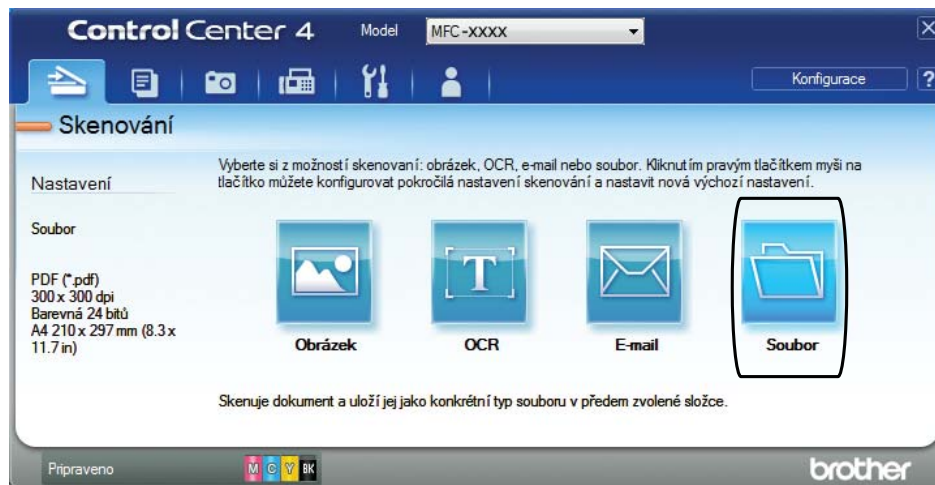 Control Center 4 Model MFC-XXXX
Konfigurace ?
Skenování
Vyberte si z možností skenovaní: obrázek, OCR, e-mail nebo soubor. Kliknutím pravým tlačítkem myši na
tlačítko můžete konfigurovat pokročilá nastavení skenování a nastavit nová výchozí nastavení.
Nastavení
Soubor
PDF (*.pdf)
300 x 300 dpi
Barevná 24 bitů
A4 210 x 297 mm (8.3 x
11.7 in)
T
Obrázek OCR E-mail Soubor
Skenuje dokument a uloží jej jako konkrétní typ souboru v předem zvolené složce.
Pripraveno M C Y BK brother